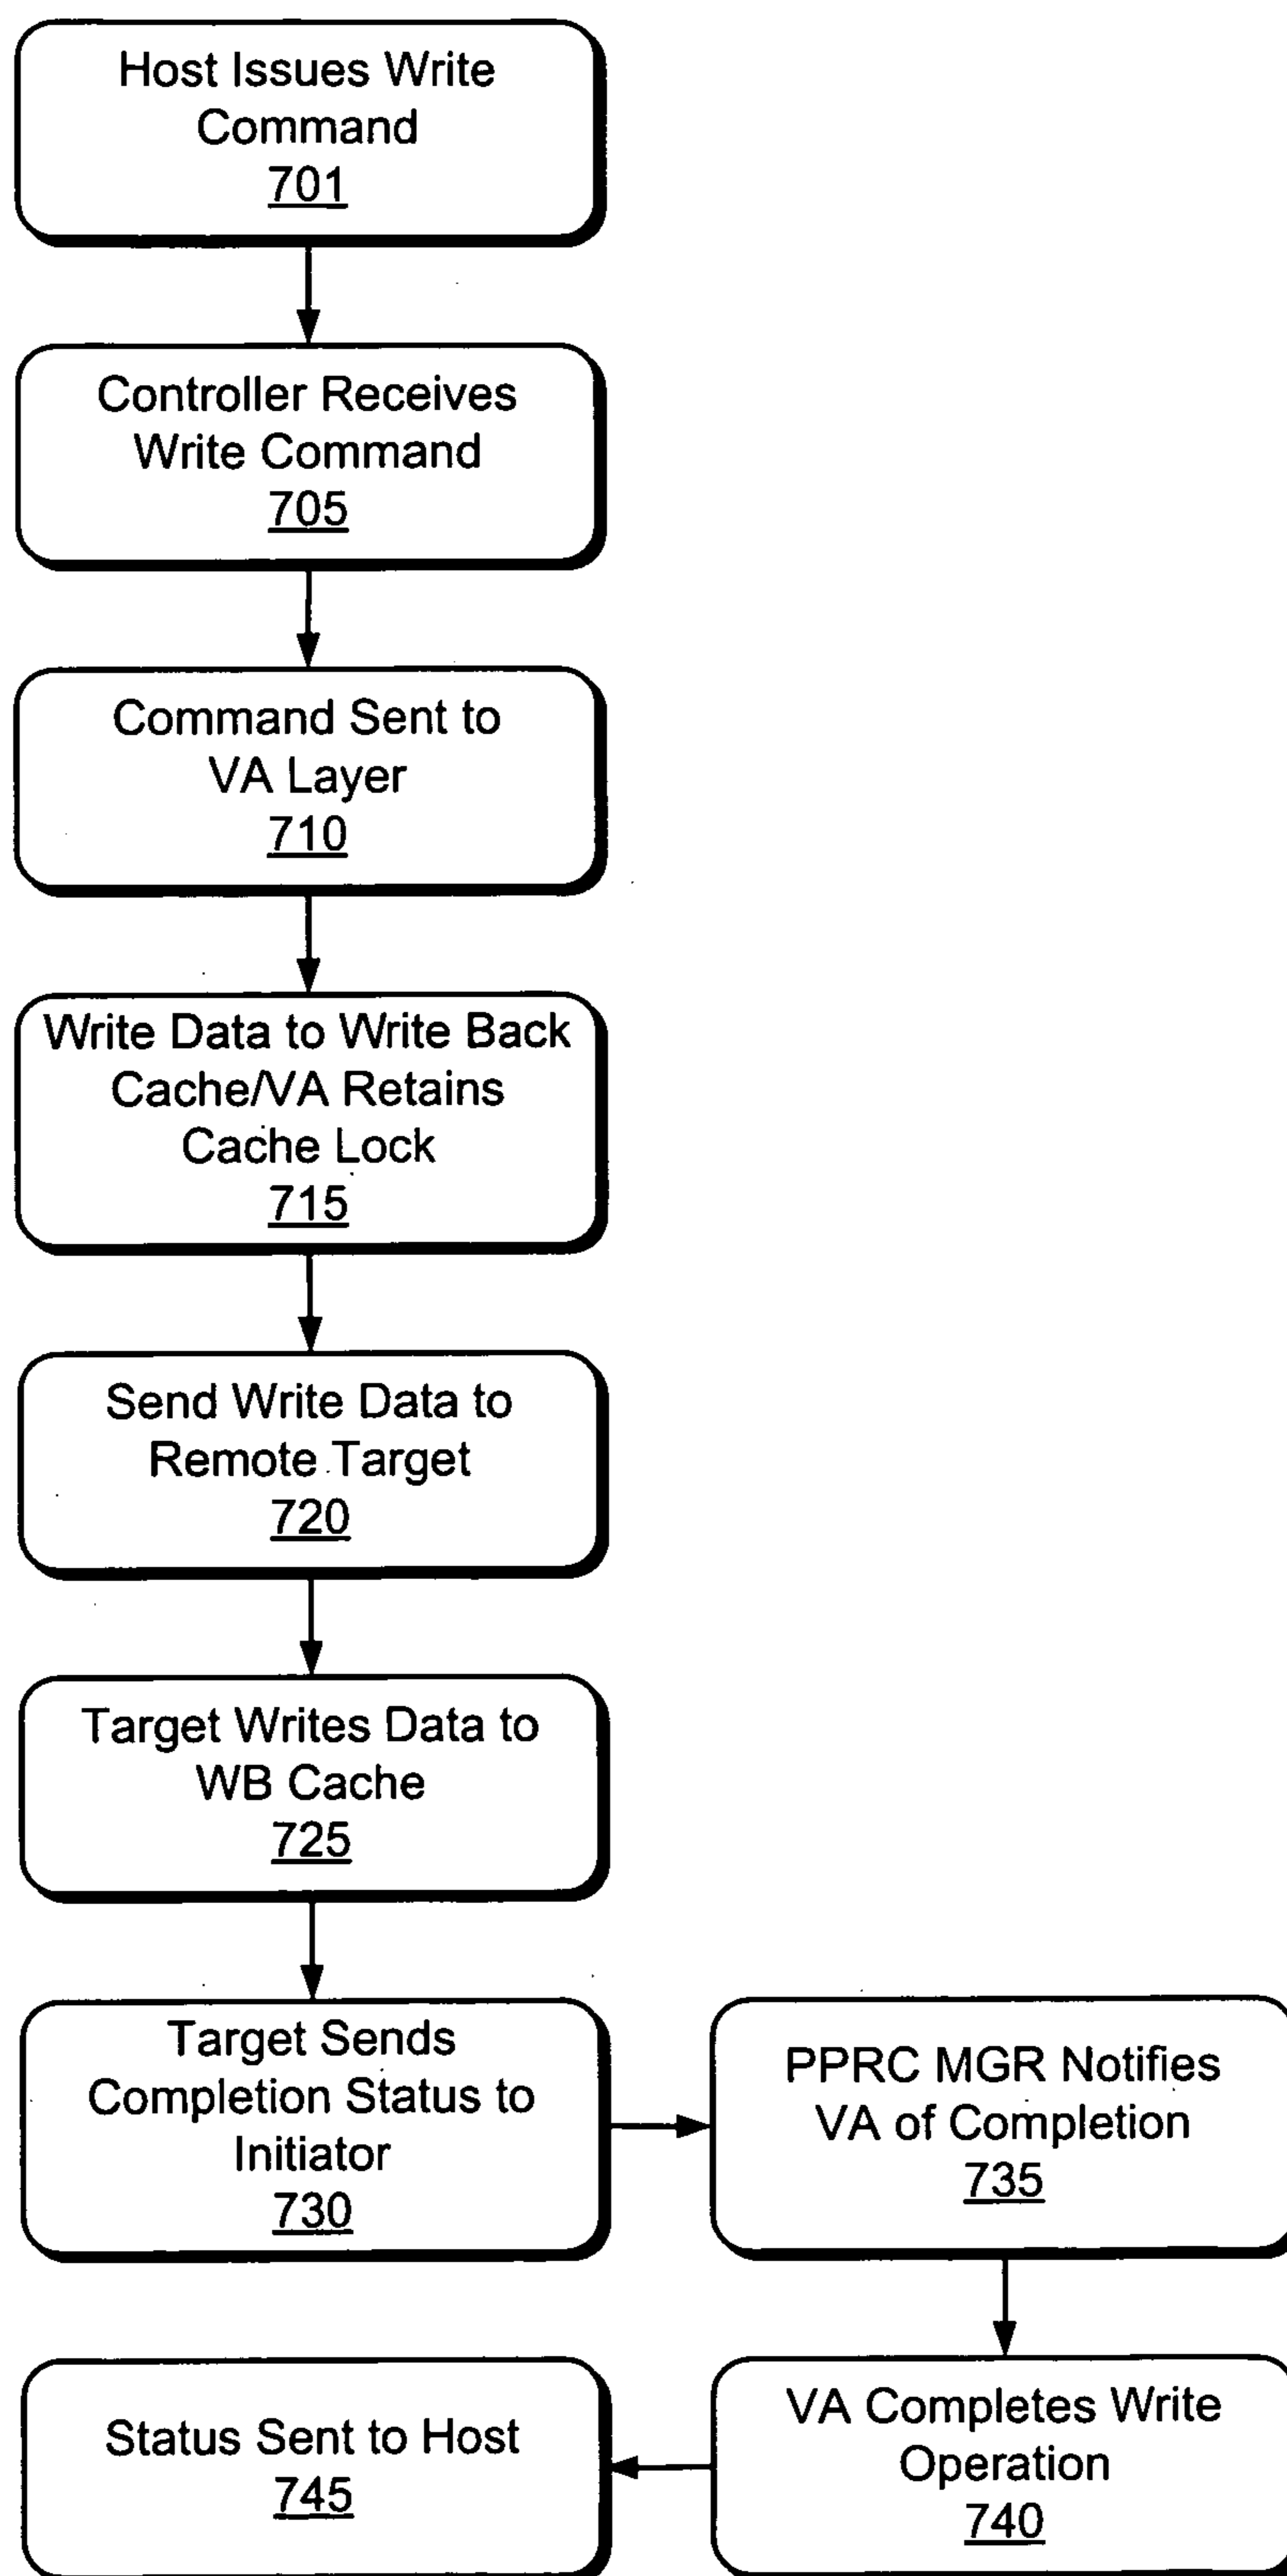 Host Issues Write
Command
701
Controller Receives
Write Command
705
Command Sent to
VA Layer
710
Write Data to Write Back
Cache/VA Retains
Cache Lock
715
Send Write Data to
Remote Target
720
Target Writes Data to
WB Cache
725
Target Sends
Completion Status to
Initiator
730
PPRC MGR Notifies
VA of Completion
735
VA Completes Write
Operation
740
Status Sent to Host
745